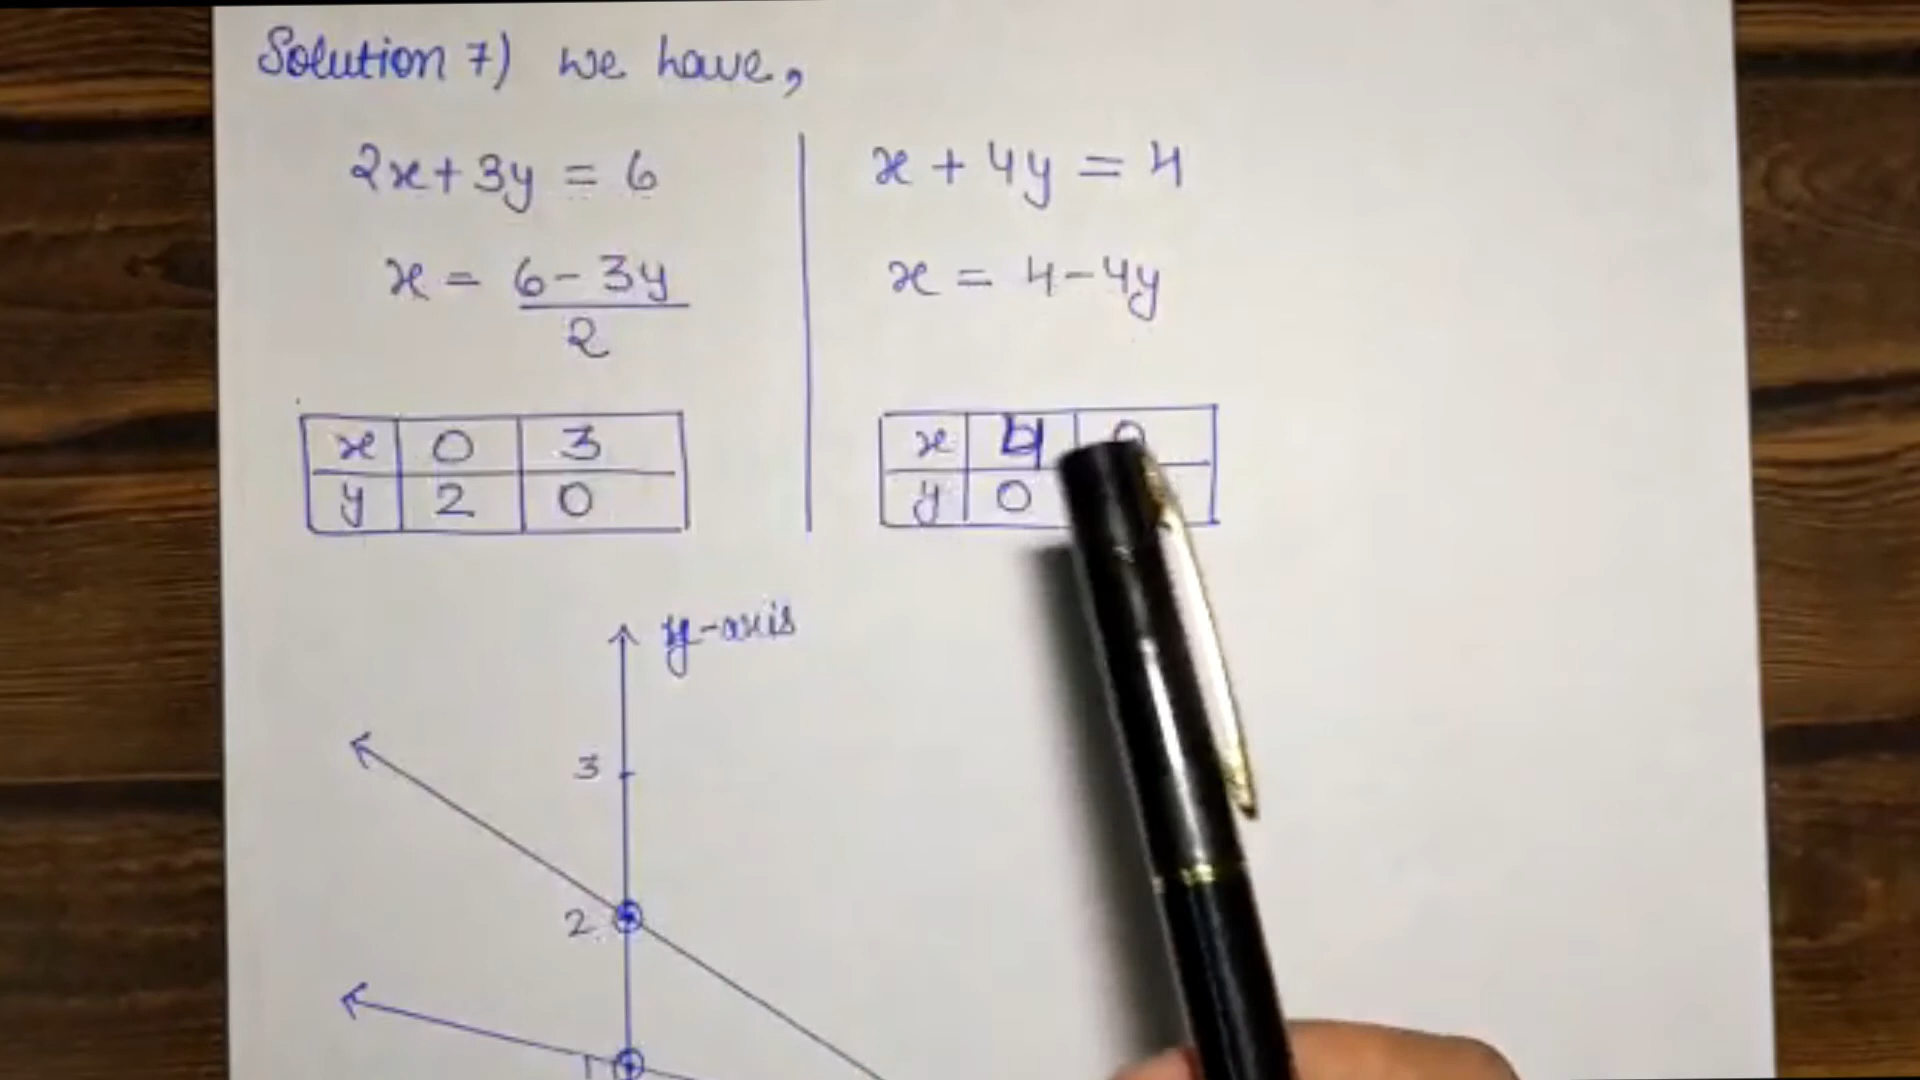 Solution 7) we have,
2x+3y = 6
x + 4y = 4
x = 6-3y
2
x = 4-4y
x 0 3
y 2 0
x 4 0
y 0
y-axis
3
2